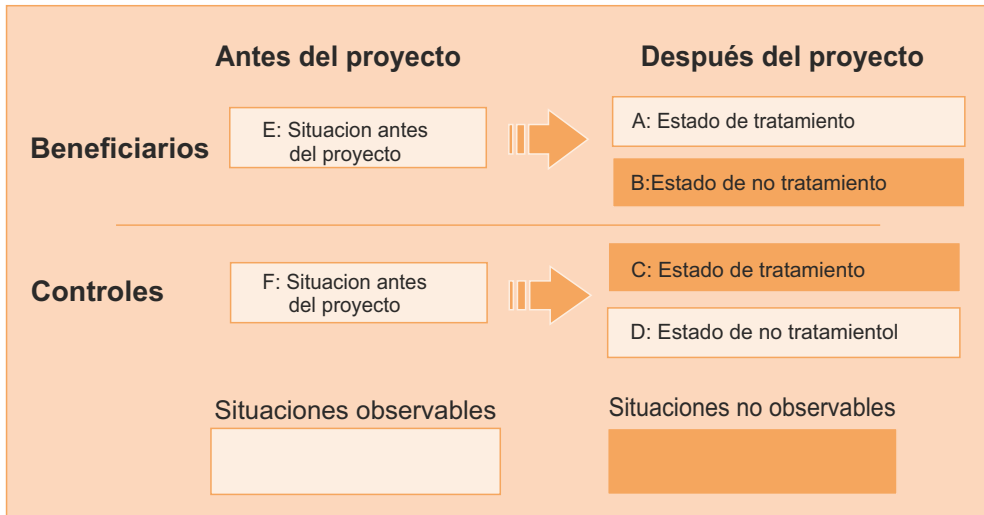 Antes del proyecto
Después del proyecto
Beneficiarios
E: Situacion antes
del proyecto
A: Estado de tratamiento
B:Estado de no tratamiento
Controles
F: Situacion antes
del proyecto
C: Estado de tratamiento
D: Estado de no tratamientol
Situaciones observables
Situaciones no observables